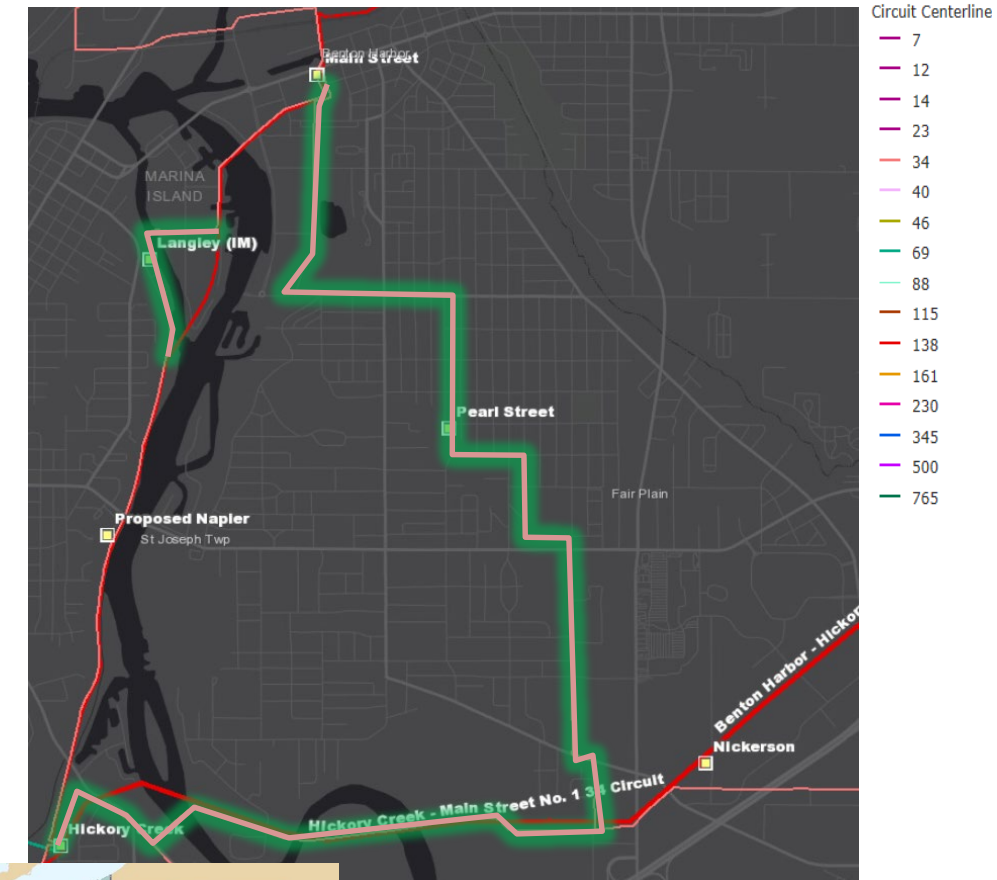 Circuit Centerline
7
12
14
23
34
40
46
69
88
115
138
161
230
345
500
765
Benton Harbor
Main Street
MARINA
ISLAND
Langley (IM)
Pearl Street
Fair Plain
Proposed Napler
St Joseph Twp
Benton Harbor - Hickor
Nickerson
Hickory Creek - Main Street No. 1 34 Circuit
Hickory Creek